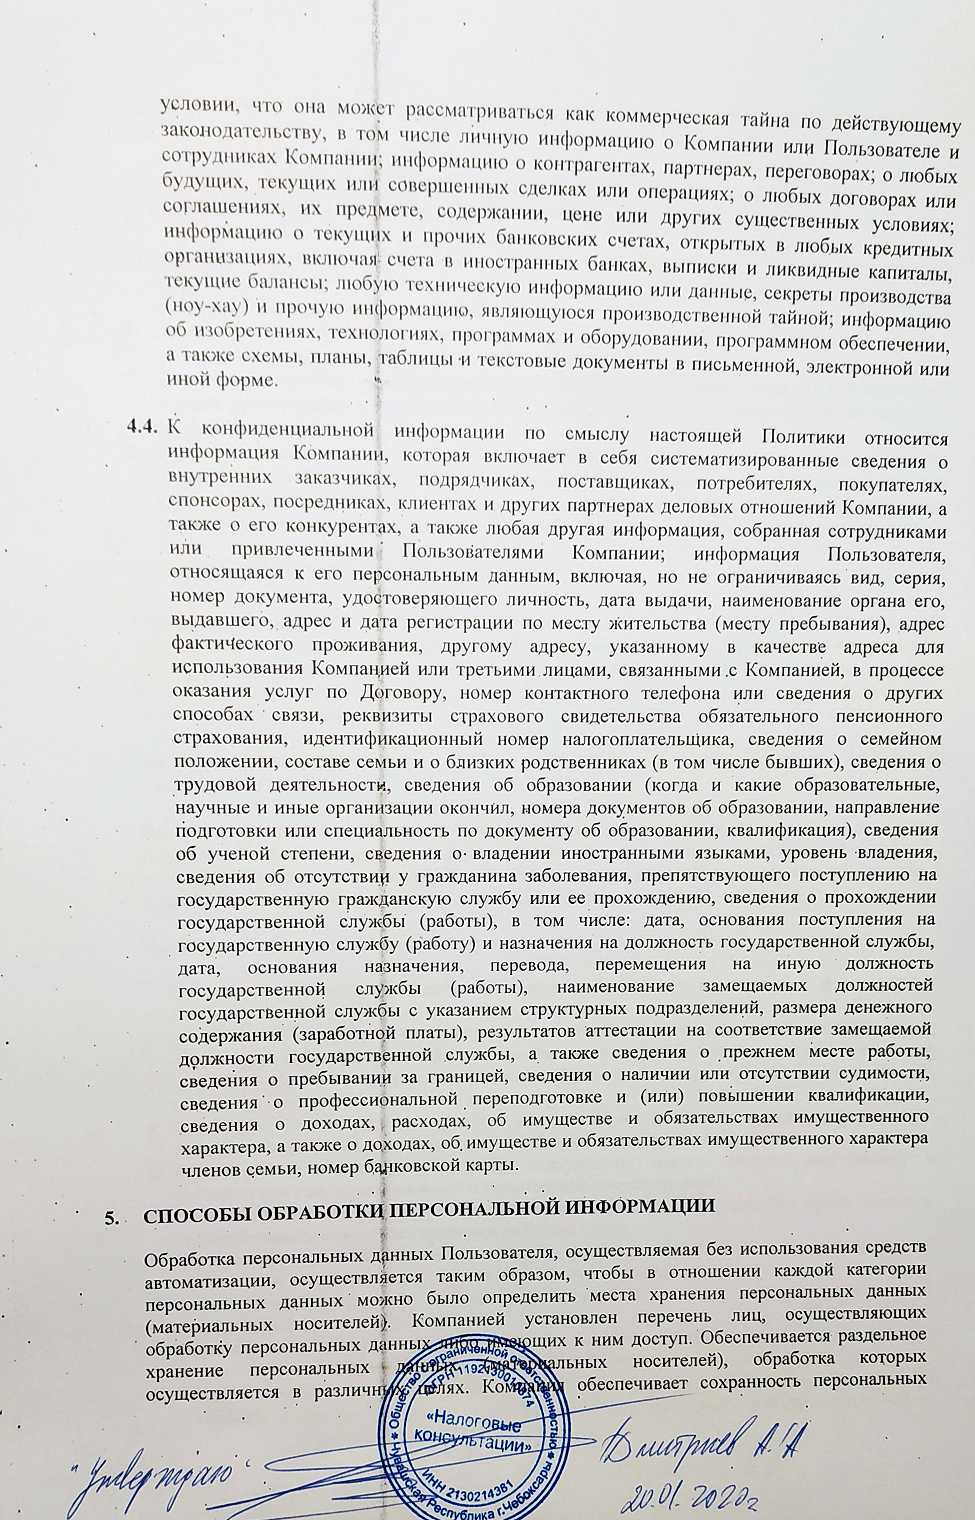 условии, что она может рассматриваться как коммерческая тайна по действующему
законодательству, в том числе личную информацию о Компании или Пользователе и
сотрудниках Компании; информацию о контрагентах, партнерах, переговорах; о любых
будущих, текущих или совершенных сделках или операциях; о любых договорах или
соглашениях, их предмете, содержании, цене или других существенных условиях;
информацию о текущих и прочих банковских счетах, открытых в любых кредитных
организациях, включая счета в иностранных банках, выписки и ликвидные капиталы,
текущие балансы; любую техническую информацию или данные, секреты производства
(ноу-хау) и прочую информацию, являющуюся производственной тайной; информацию
об изобретениях, технологиях, программах и оборудовании, программном обеспечении,
а также схемы, планы, таблицы и текстовые документы в письменной, электронной или
иной форме.
4.4. К конфиденциальной информации по смыслу настоящей Политики относится
информация Компании, которая включает в себя систематизированные сведения о
внутренних заказчиках, подрядчиках, поставщиках, потребителях, покупателях,
спонсорах, посредниках, клиентах и других партнерах деловых отношений Компании, а
также о его конкурентах, а также любая другая информация, собранная сотрудниками
или привлеченными Пользователями Компании; информация Пользователя,
относящаяся к его персональным данным, включая, но не ограничиваясь вид, серия,
номер документа, удостоверяющего личность, дата выдачи, наименование органа его,
выдавшего, адрес и дата регистрации по месту жительства (месту пребывания), адрес
фактического проживания, другому адресу, указанному в качестве адреса для
использования Компанией или третьими лицами, связанными с Компанией, в процессе
оказания услуг по Договору, номер контактного телефона или сведения о других
способах связи, реквизиты страхового свидетельства обязательного пенсионного
страхования, идентификационный номер налогоплательщика, сведения о семейном
положении, составе семьи и о близких родственниках (в том числе бывших), сведения о
трудовой деятельности, сведения об образовании (когда и какие образовательные,
научные и иные организации окончил, номера документов об образовании, направление
подготовки или специальность по документу об образовании, квалификация), сведения
об ученой степени, сведения о владении иностранными языками, уровень владения,
сведения об отсутствии у гражданина заболевания, препятствующего поступлению на
государственную гражданскую службу или ее прохождению, сведения о прохождении
государственной службы (работы), в том числе: дата, основания поступления на
государственную службу (работу) и назначения на должность государственной службы,
дата, основания назначения, перевода, перемещения на иную должность
государственной службы (работы), наименование замещаемых должностей
государственной службы с указанием структурных подразделений, размера денежного
содержания (заработной платы), результатов аттестации на соответствие замещаемой
должности государственной службы, а также сведения о прежнем месте работы,
сведения о пребывании за границей, сведения о наличии или отсутствии судимости,
сведения о профессиональной переподготовке и (или) повышении квалификации,
сведения о доходах, расходах, об имуществе и обязательствах имущественного
характера, а также о доходах, об имуществе и обязательствах имущественного характера
членов семьи, номер банковской карты.
5. СПОСОБЫ ОБРАБОТКИ ПЕРСОНАЛЬНОЙ ИНФОРМАЦИИ
Обработка персональных данных Пользователя, осуществляемая без использования средств
автоматизации, осуществляется таким образом, чтобы в отношении каждой категории
персональных данных можно было определить места хранения персональных данных
(материальных носителей). Компанией установлен перечень лиц, осуществляющих
обработку персональных данных либо имеющих к ним доступ. Обеспечивается раздельное
хранение персональных данных (материальных носителей), обработка которых
осуществляется в различных целях. Компания обеспечивает сохранность персональных
Общество с ограниченной ответственностью
ОГРН
«Налоговые
консультации»
ИНН 2130214381
Чувашская Республика г.Чебоксары
"Утверждаю"
Дмитриев А.А
20.01.2020г